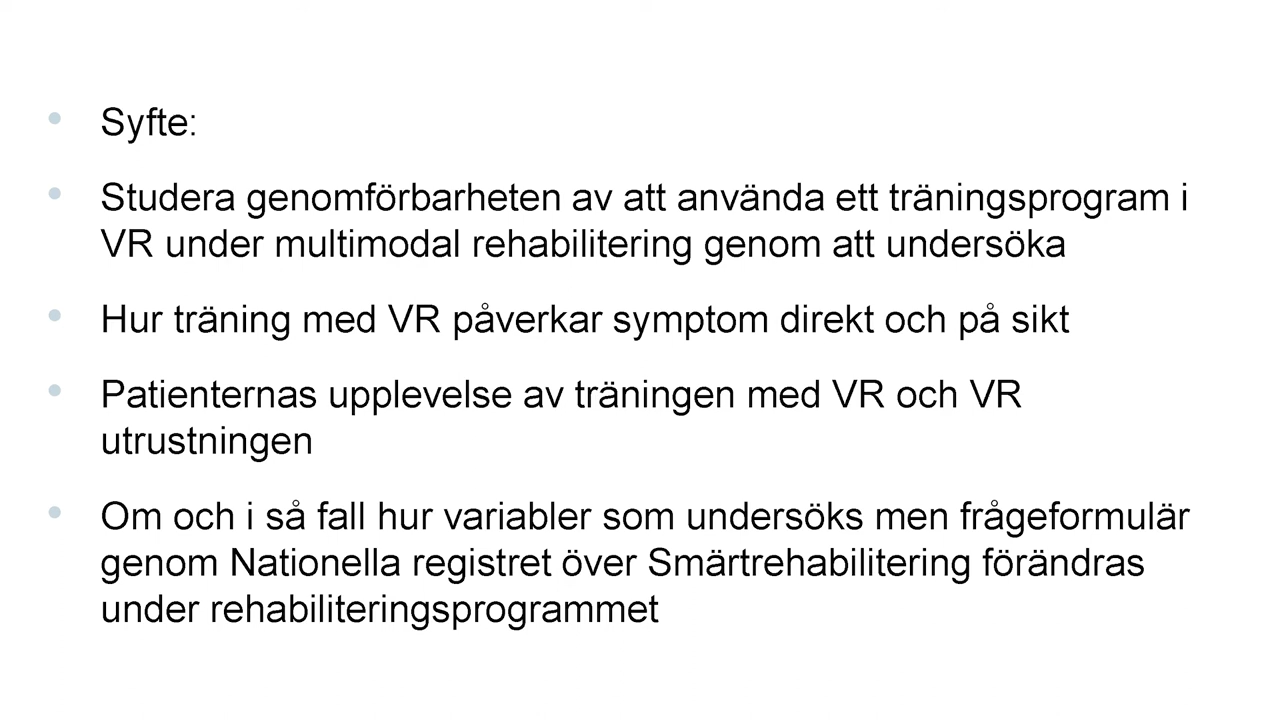 • Syfte:
• Studera genomförbarheten av att använda ett träningsprogram i
VR under multimodal rehabilitering genom att undersöka
• Hur träning med VR påverkar symptom direkt och på sikt
• Patienternas upplevelse av träningen med VR och VR
utrustningen
• Om och i så fall hur variabler som undersöks men frågeformulär
genom Nationella registret över Smärtrehabilitering förändras
under rehabiliteringsprogrammet